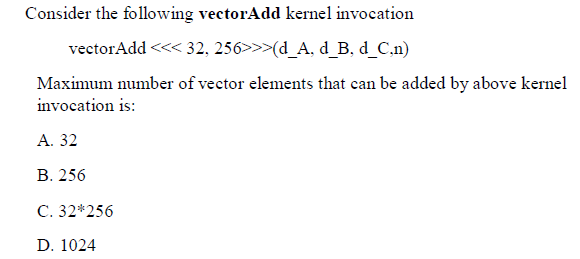 Consider the following vectorAdd kernel invocation
vectorAdd <<< 32, 256>>>(d_A, d_B, d_C,n)
Maximum number of vector elements that can be added by above kernel
invocation is:
A. 32
B. 256
C. 32*256
D. 1024